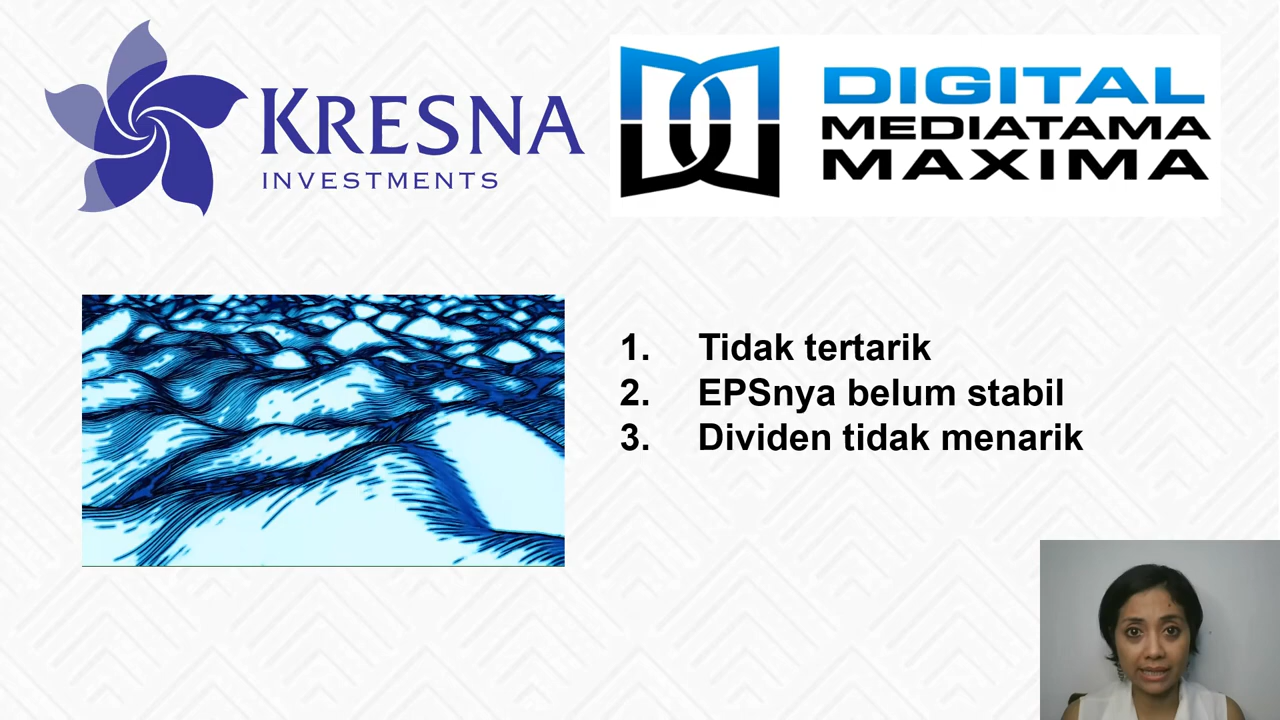 KRESNA
INVESTMENTS
DIGITAL
MEDIATAMA
MAXIMA
1. Tidak tertarik
2. EPSnya belum stabil
3. Dividen tidak menarik